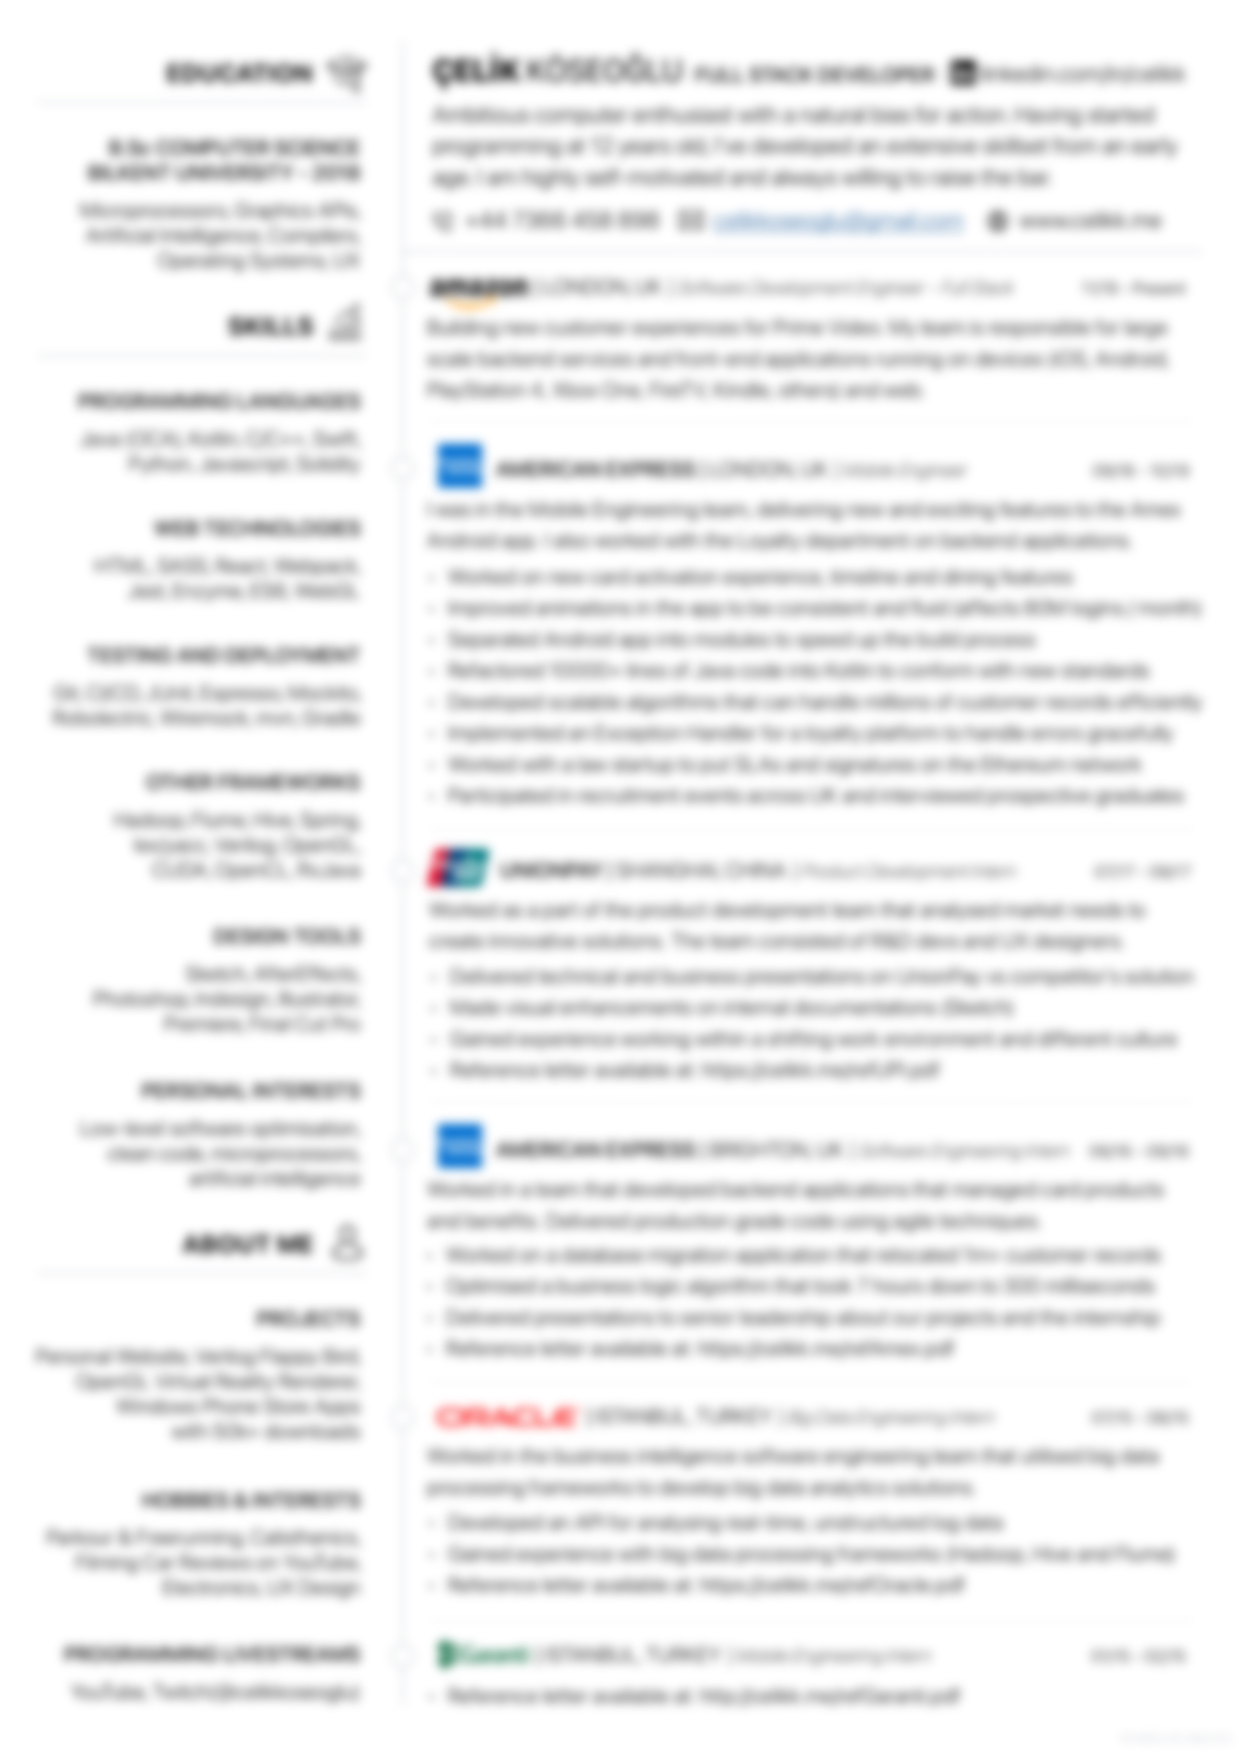 EDUCATION
B.Sc COMPUTER SCIENCE
BILKENT UNIVERSITY - 2018
Microprocessors, Graphics APIs,
Artificial Intelligence, Compilers,
Operating Systems, UX
SKILLS
PROGRAMMING LANGUAGES
Java (OCA), Kotlin, C/C++, Swift,
Python, Javascript, Solidity
WEB TECHNOLOGIES
HTML, SASS, React, Webpack,
Jest, Enzyme, ES6, WebGL
TESTING AND DEPLOYMENT
Git, CI/CD, JUnit, Espresso, Mockito,
Robolectric, Wiremock, mvn, Gradle
OTHER FRAMEWORKS
Hadoop, Flume, Hive, Spring,
lex/yacc, Verilog, OpenGL,
CUDA, OpenCL, RxJava
DESIGN TOOLS
Sketch, AfterEffects,
Photoshop, Indesign, Illustrator,
Premiere, Final Cut Pro
PERSONAL INTERESTS
Low-level software optimisation,
clean code, microprocessors,
artificial intelligence
ABOUT ME
PROJECTS
Personal Website, Verilog Flappy Bird,
OpenGL Virtual Reality Renderer,
Windows Phone Store Apps
with 50k+ downloads
HOBBIES & INTERESTS
Parkour & Freerunning, Calisthenics,
Filming Car Reviews on YouTube,
Electronics, UX Design
PROGRAMMING LIVESTREAMS
YouTube, Twitch(@celikkoseoglu)
ÇELİK KÖSEOĞLU FULL STACK DEVELOPER in linkedin.com/in/celikk
Ambitious computer enthusiast with a natural bias for action. Having started
programming at 12 years old, I've developed an extensive skillset from an early
age. I am highly self-motivated and always willing to raise the bar.
+44 7366 458 698 celikkoseoglu@gmail.com www.celikk.me
amazon | LONDON, UK | Software Development Engineer - Full Stack 11/19 - Present
Building new customer experiences for Prime Video. My team is responsible for large
scale backend services and front-end applications running on devices (iOS, Android,
PlayStation 4, Xbox One, FireTV, Kindle, others) and web.
AMERICAN EXPRESS | LONDON, UK | Mobile Engineer
I was in the Mobile Engineering team, delivering new and exciting features to the Amex
Android app. I also worked with the Loyalty department on backend applications.
- Worked on new card activation experience, timeline and dining features
- Improved animations in the app to be consistent and fluid (affects 80M logins / month)
- Separated Android app into modules to speed up the build process
- Refactored 10000+ lines of Java code into Kotlin to conform with new standards
- Developed scalable algorithms that can handle millions of customer records efficiently
- Implemented an Exception Handler for a loyalty platform to handle errors gracefully
- Worked with a law startup to put SLAs and signatures on the Ethereum network
- Participated in recruitment events across UK and interviewed prospective graduates
UNIONPAY | SHANGHAI, CHINA | Product Development Intern 07/17 - 08/17
Worked as a part of the product development team that analysed market needs to
create innovative solutions. The team consisted of R&D devs and UX designers.
- Delivered technical and business presentations on UnionPay vs competitor's solution
- Made visual enhancements on internal documentations (Sketch)
- Gained experience working within a shifting work environment and different culture
- Reference letter available at: https://celikk.me/ref/UPI.pdf
AMERICAN EXPRESS | BRIGHTON, UK | Software Engineering Intern
Worked in a team that developed backend applications that managed card products
and benefits. Delivered production grade code using agile techniques.
- Worked on a database migration application that relocated 1m+ customer records
- Optimised a business logic algorithm that took 7 hours down to 300 milliseconds
- Delivered presentations to senior leadership about our projects and the internship
- Reference letter available at: https://celikk.me/ref/Amex.pdf
ORACLE | ISTANBUL, TURKEY | Big Data Engineering Intern
Worked in the business intelligence software engineering team that utilised big data
processing frameworks to develop big data analytics solutions.
- Developed an API for analysing real-time, unstructured log data
- Gained experience with big data processing frameworks (Hadoop, Hive and Flume)
- Reference letter available at: https://celikk.me/ref/Oracle.pdf
Garanti | ISTANBUL, TURKEY | Mobile Engineering Intern
- Reference letter available at: http://celikk.me/ref/Garanti.pdf